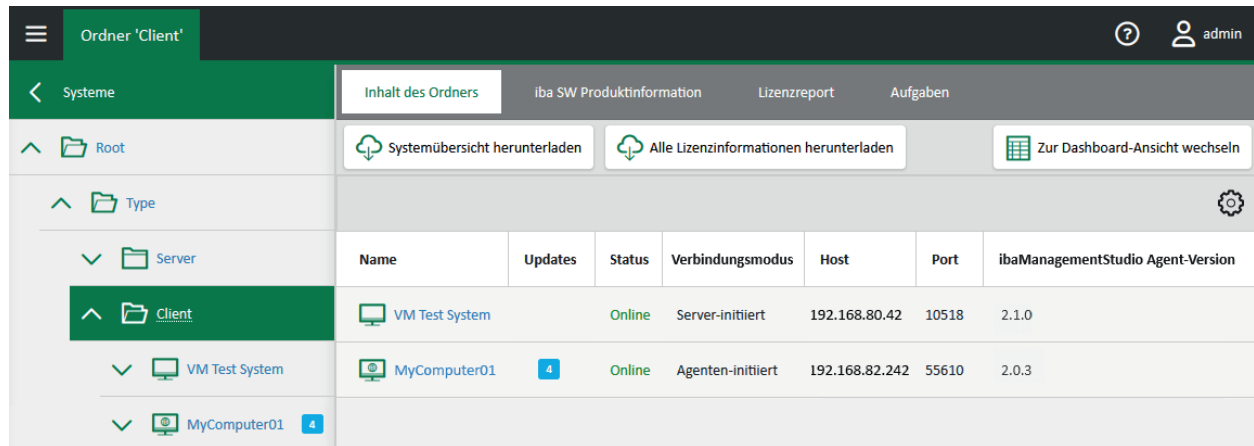 Ordner 'Client'
admin
Systeme
Inhalt des Ordners iba SW Produktinformation Lizenzreport Aufgaben
Root
Systemübersicht herunterladen Alle Lizenzinformationen herunterladen Zur Dashboard-Ansicht wechseln
Type
Server
Name Updates Status Verbindungsmodus Host Port ibaManagementStudio Agent-Version
Client
VM Test System Online Server-initiiert 192.168.80.42 10518 2.1.0
VM Test System
MyComputer01 4 Online Agenten-initiiert 192.168.82.242 55610 2.0.3
MyComputer01 4